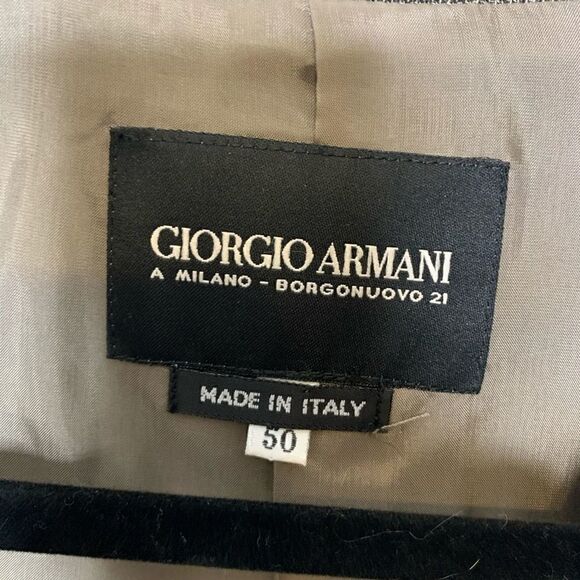 GIORGIO ARMANI
A MILANO - BORGONUOVO 21
MADE IN ITALY
50